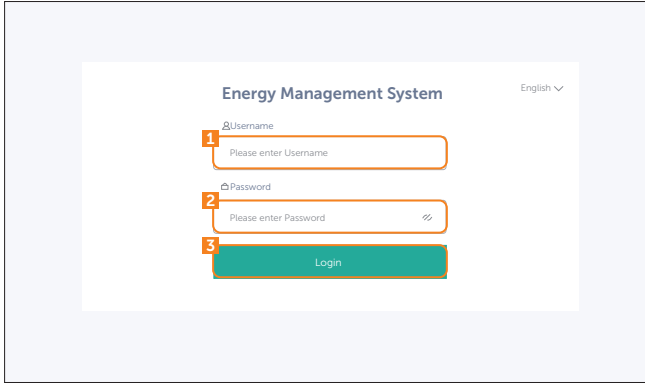 Energy Management System
English
Username
1
Please enter Username
Password
2
Please enter Password
3
Login